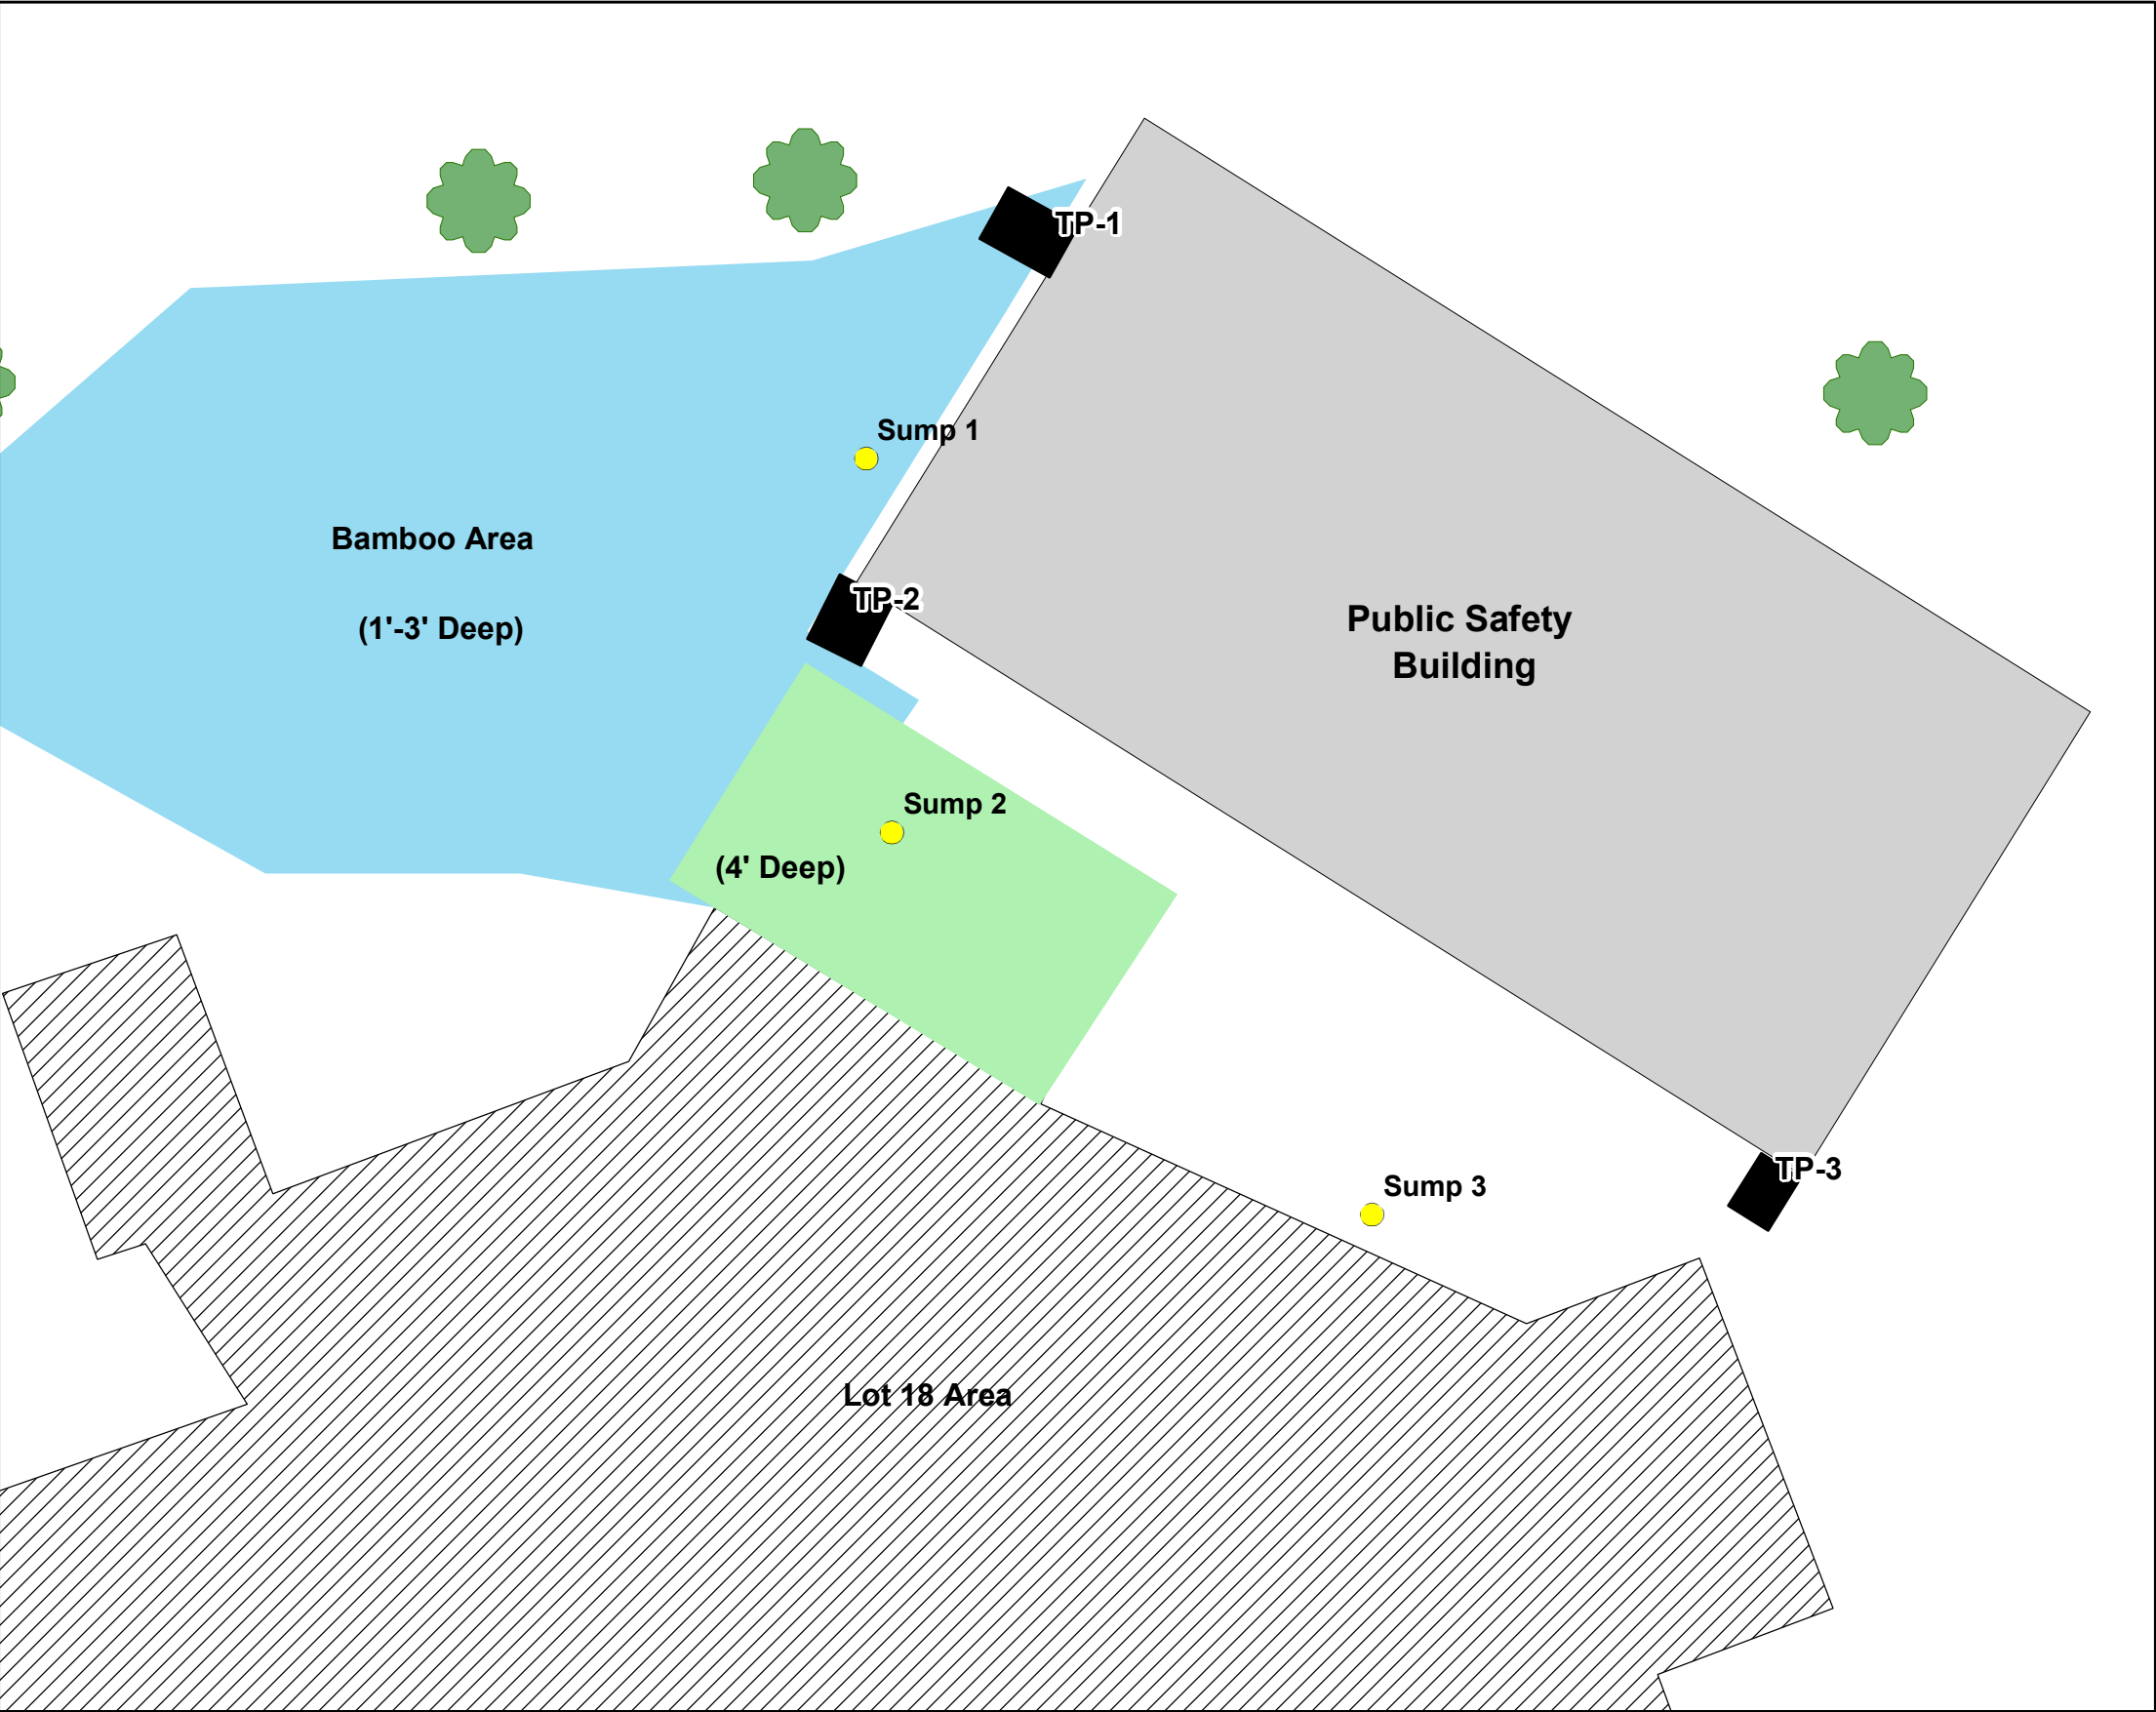 TP-1
Sump 1
Bamboo Area
(1'-3' Deep)
TP-2
Public Safety
Building
Sump 2
(4' Deep)
TP-3
Sump 3
Lot 18 Area